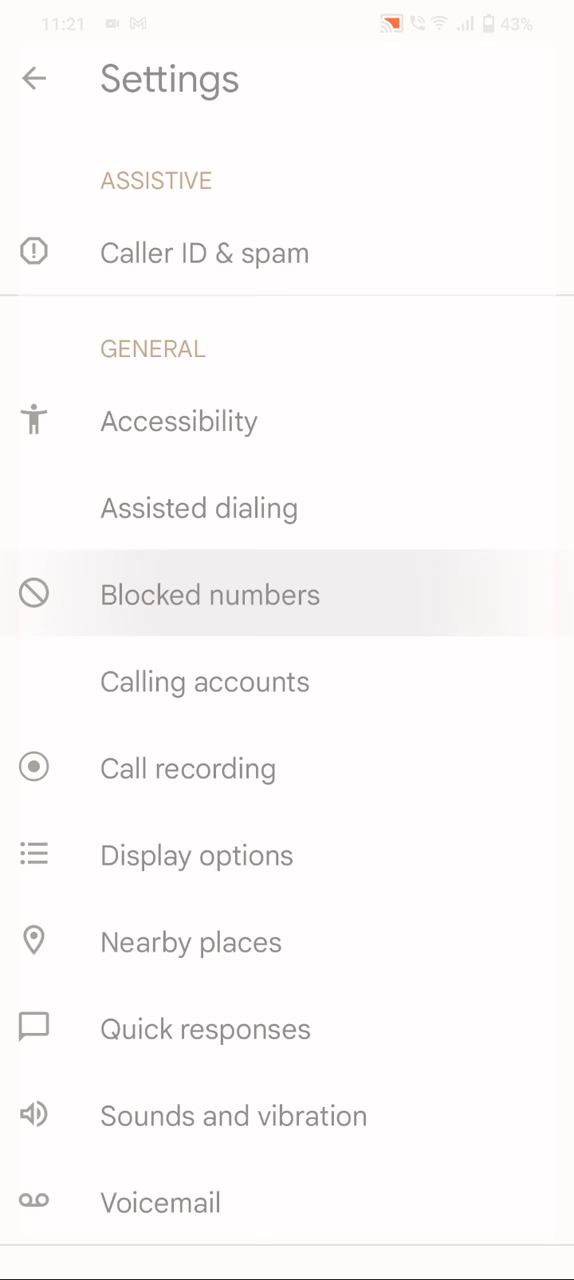 11:21
43%
Settings
ASSISTIVE
Caller ID & spam
GENERAL
Accessibility
Assisted dialing
Blocked numbers
Calling accounts
Call recording
Display options
Nearby places
Quick responses
Sounds and vibration
Voicemail